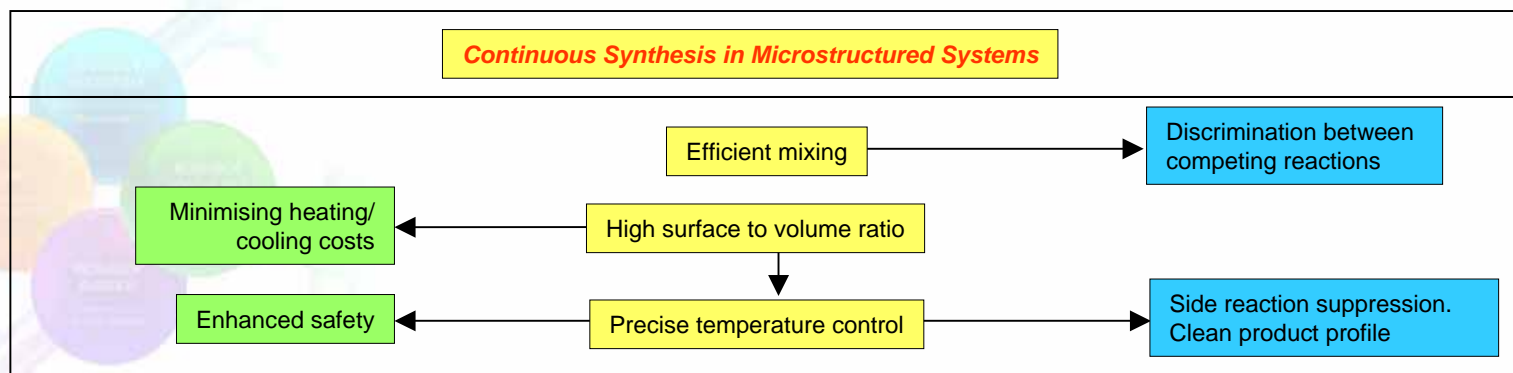 Continuous Synthesis in Microstructured Systems
Efficient mixing
Discrimination between
competing reactions
Minimising heating/
cooling costs
High surface to volume ratio
Enhanced safety
Precise temperature control
Side reaction suppression.
Clean product profile